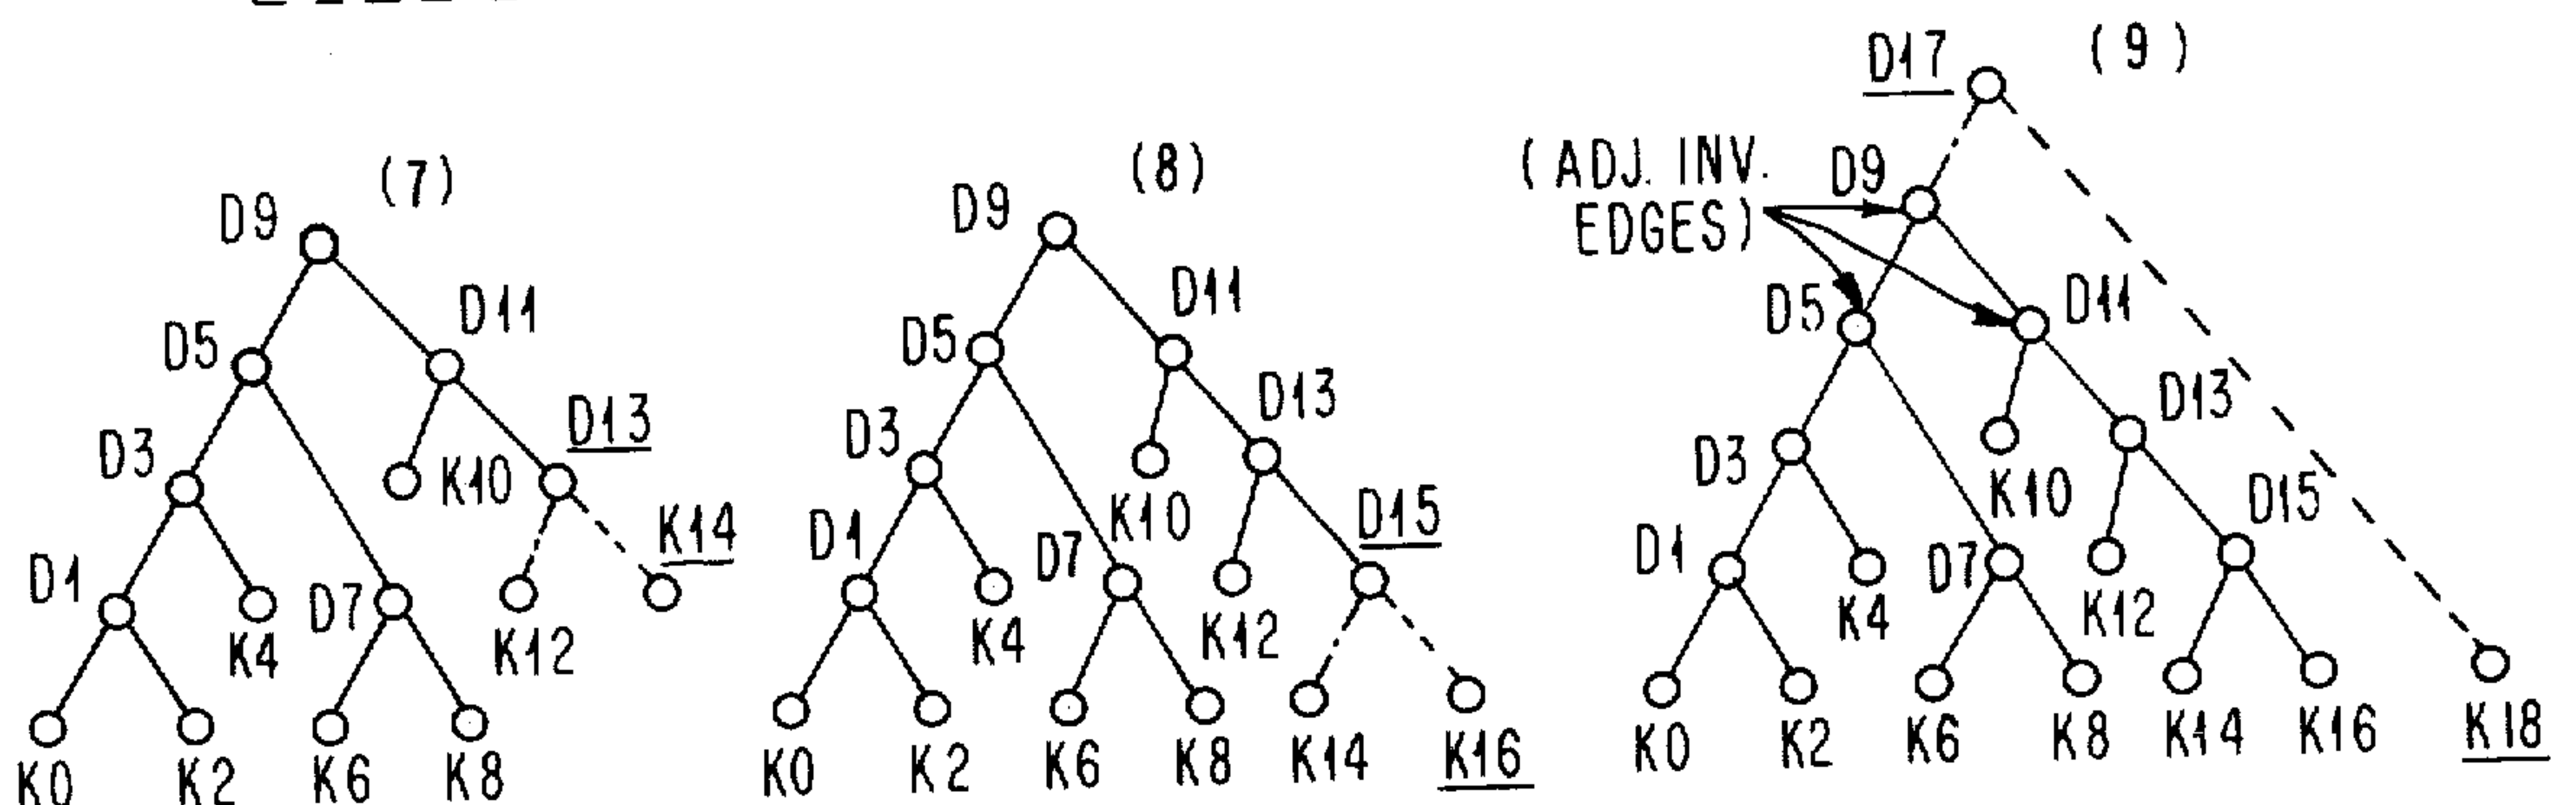 (7)
D9
D11
D5
D13
D3
K10
K14
D1
D7
K4
K12
K0
K2
K6
K8
(8)
D9
D11
D5
D13
D3
K10
D15
D1
D7
K4
K12
K0
K2
K6
K8
K14
K16
(9)
D17
(ADJ. INV.
EDGES)
D9
D5
D11
D13
D3
K10
D15
D1
D7
K4
K12
K0
K2
K6
K8
K14
K16
K18